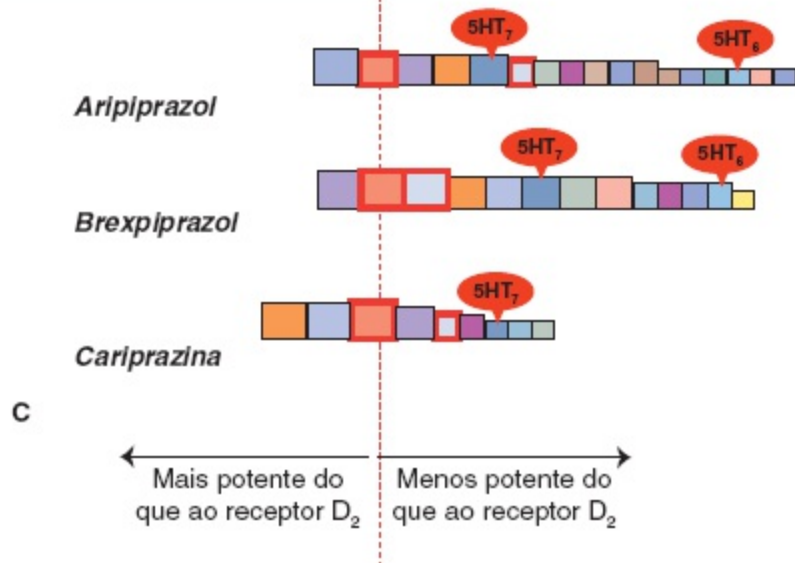 5HT₇
5HT₆
Aripiprazol
5HT₇
5HT₆
Brexpiprazol
5HT₇
Cariprazina
C
Mais potente do
que ao receptor D₂
Menos potente do
que ao receptor D₂